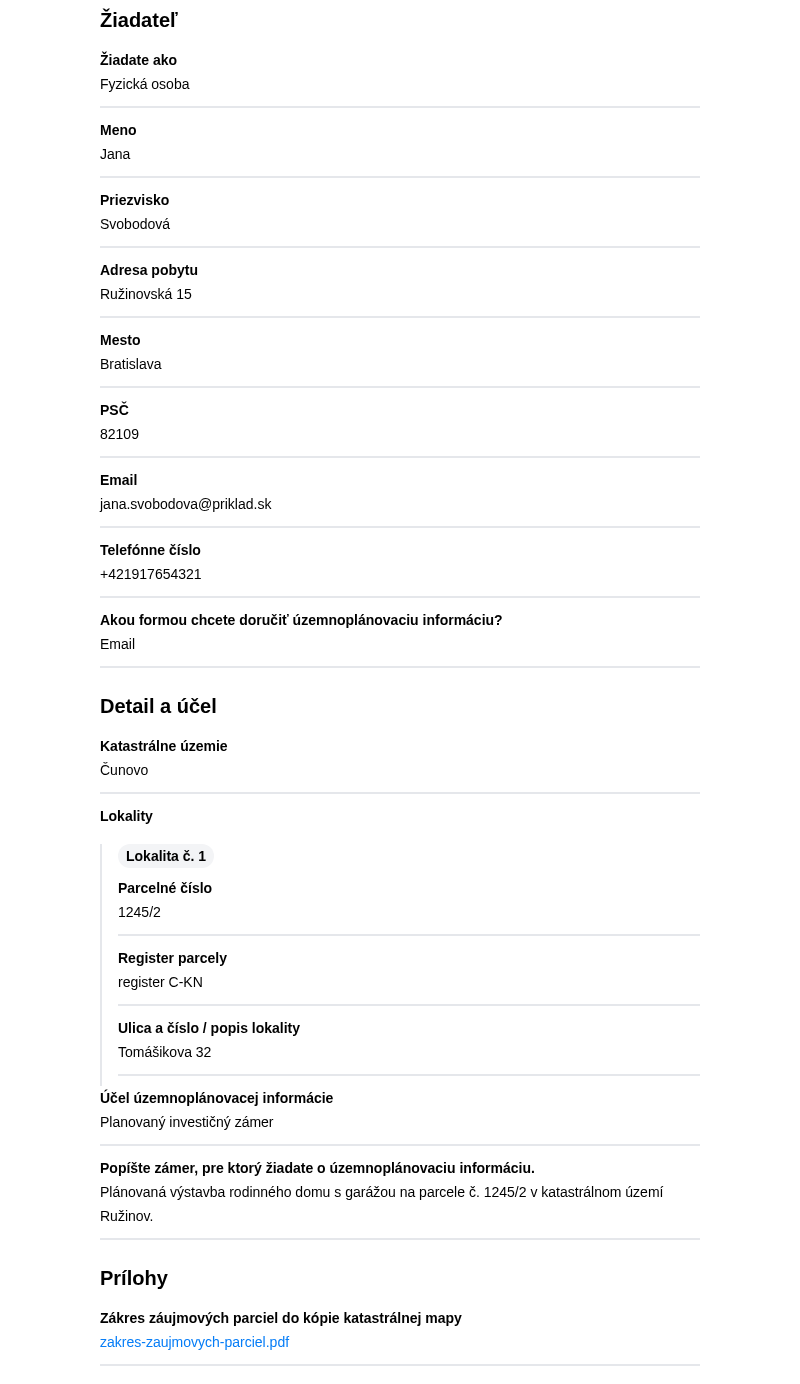 Žiadateľ
Žiadate ako
Fyzická osoba
Meno
Jana
Priezvisko
Svobodová
Adresa pobytu
Ružinovská 15
Mesto
Bratislava
PSČ
82109
Email
jana.svobodova@priklad.sk
Telefónne číslo
+421917654321
Akou formou chcete doručiť územnoplánovaciu informáciu?
Email
Detail a účel
Katastrálne územie
Čunovo
Lokality
Lokalita č. 1
Parcelné číslo
1245/2
Register parcely
register C-KN
Ulica a číslo / popis lokality
Tomášikova 32
Účel územnoplánovacej informácie
Planovaný investičný zámer
Popíšte zámer, pre ktorý žiadate o územnoplánovaciu informáciu.
Plánovaná výstavba rodinného domu s garážou na parcele č. 1245/2 v katastrálnom území
Ružinov.
Prílohy
Zákres záujmových parciel do kópie katastrálnej mapy
zakres-zaujmovych-parciel.pdf